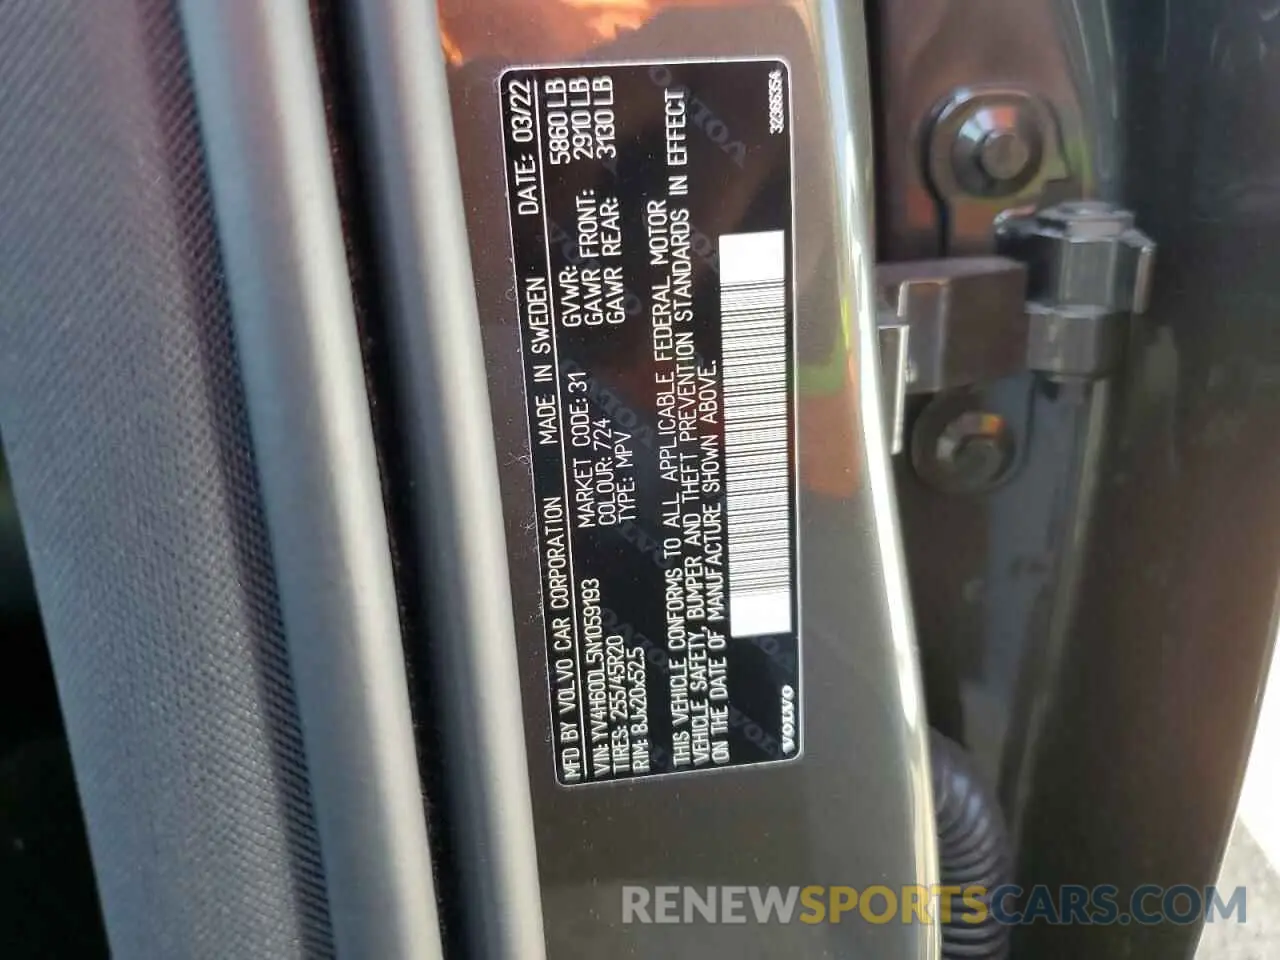 MFD BY VOLVO CAR CORPORATION MADE IN SWEDEN DATE: 03/22
VIN: YV4H60DL5N1059193 MARKET CODE: 31 GVWR: 5860 LB
TIRES: 255/45R20 COLOUR: 724 GAWR FRONT: 2910 LB
RIM: 8Jx20x52.5 TYPE: MPV GAWR REAR: 3130 LB
THIS VEHICLE CONFORMS TO ALL APPLICABLE FEDERAL MOTOR
VEHICLE SAFETY, BUMPER AND THEFT PREVENTION STANDARDS IN EFFECT
ON THE DATE OF MANUFACTURE SHOWN ABOVE.
VOLVO 32366354
RENEWSPORTSCARS.COM